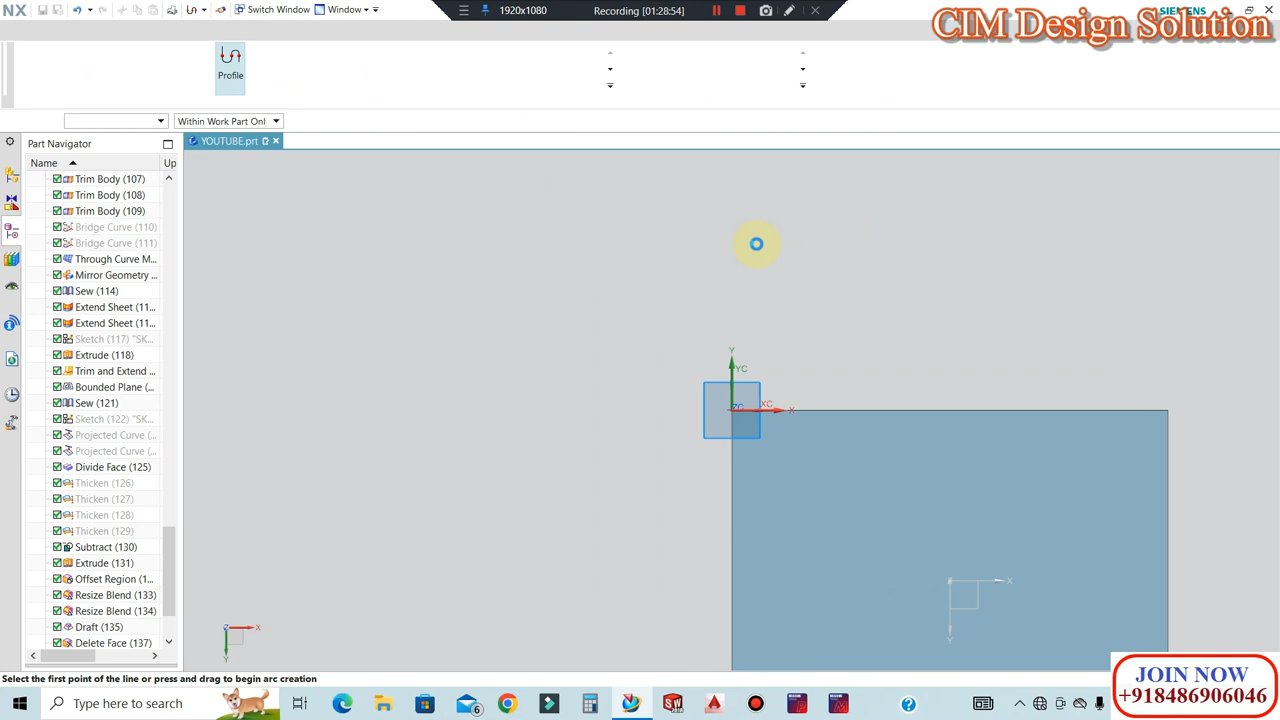 NX
Switch Window
Window
1920x1080
Recording [01:28:54]
CIM Design Solution
Profile
Within Work Part Onl
Part Navigator
YOUTUBE.prt
Name
Up
Trim Body (107)
Trim Body (108)
Trim Body (109)
Bridge Curve (110)
Bridge Curve (111)
Through Curve M...
Mirror Geometry ...
Sew (114)
Extend Sheet (11...
Extend Sheet (11...
Sketch (117) "SK...
Extrude (118)
Trim and Extend ...
Bounded Plane (...
Sew (121)
Sketch (122) "SK...
Projected Curve (...
Projected Curve (...
Divide Face (125)
Thicken (126)
Thicken (127)
Thicken (128)
Thicken (129)
Subtract (130)
Extrude (131)
Offset Region (1...
Resize Blend (133)
Resize Blend (134)
Draft (135)
Delete Face (137)
Y
YC
ZC
XC
X
X
Y
Z
X
Y
Select the first point of the line or press and drag to begin arc creation
JOIN NOW
+918486906046
Type here to search
6